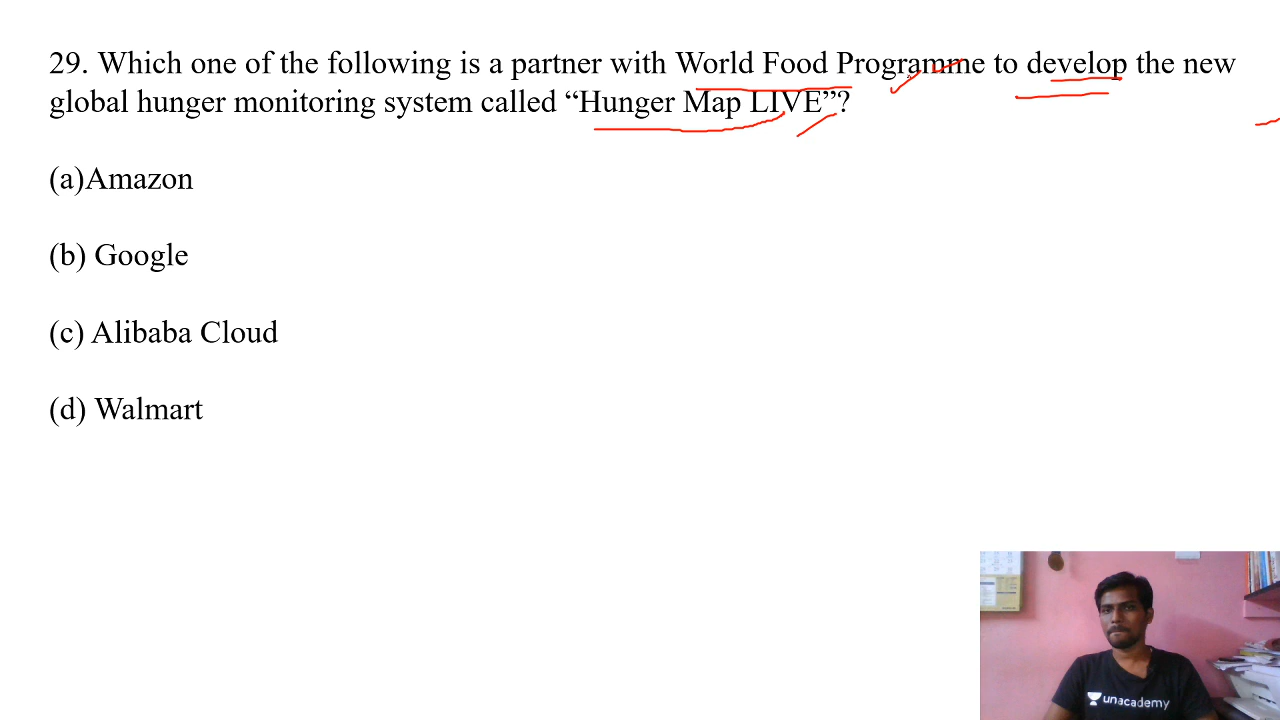 29. Which one of the following is a partner with World Food Programme to develop the new
global hunger monitoring system called “Hunger Map LIVE”?
(a)Amazon
(b) Google
(c) Alibaba Cloud
(d) Walmart
unacademy